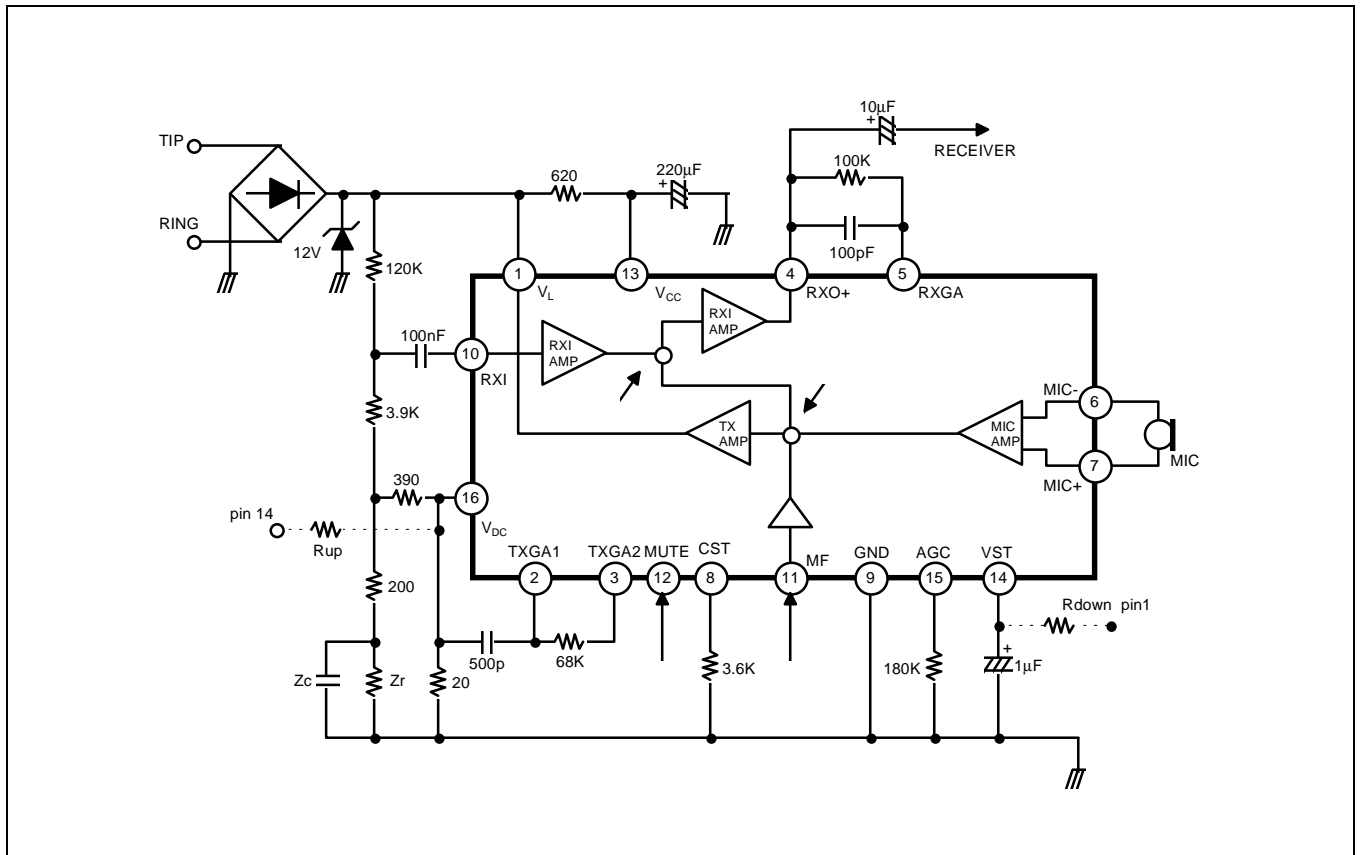 10µF
+
TIP
RECEIVER
100K
620
220µF
+
RING
12V
100pF
120K
1
13
4
5
VL
VCC
RXO+
RXGA
RXI
AMP
100nF
10
RXI
AMP
RXI
MIC-
6
3.9K
TX
AMP
MIC
AMP
MIC
7
MIC+
390
16
pin 14
VDC
Rup
TXGA1
TXGA2
MUTE
CST
MF
GND
AGC
VST
2
3
12
8
11
9
15
14
200
Rdown pin1
500p
68K
+
Zc
Zr
20
3.6K
180K
1µF